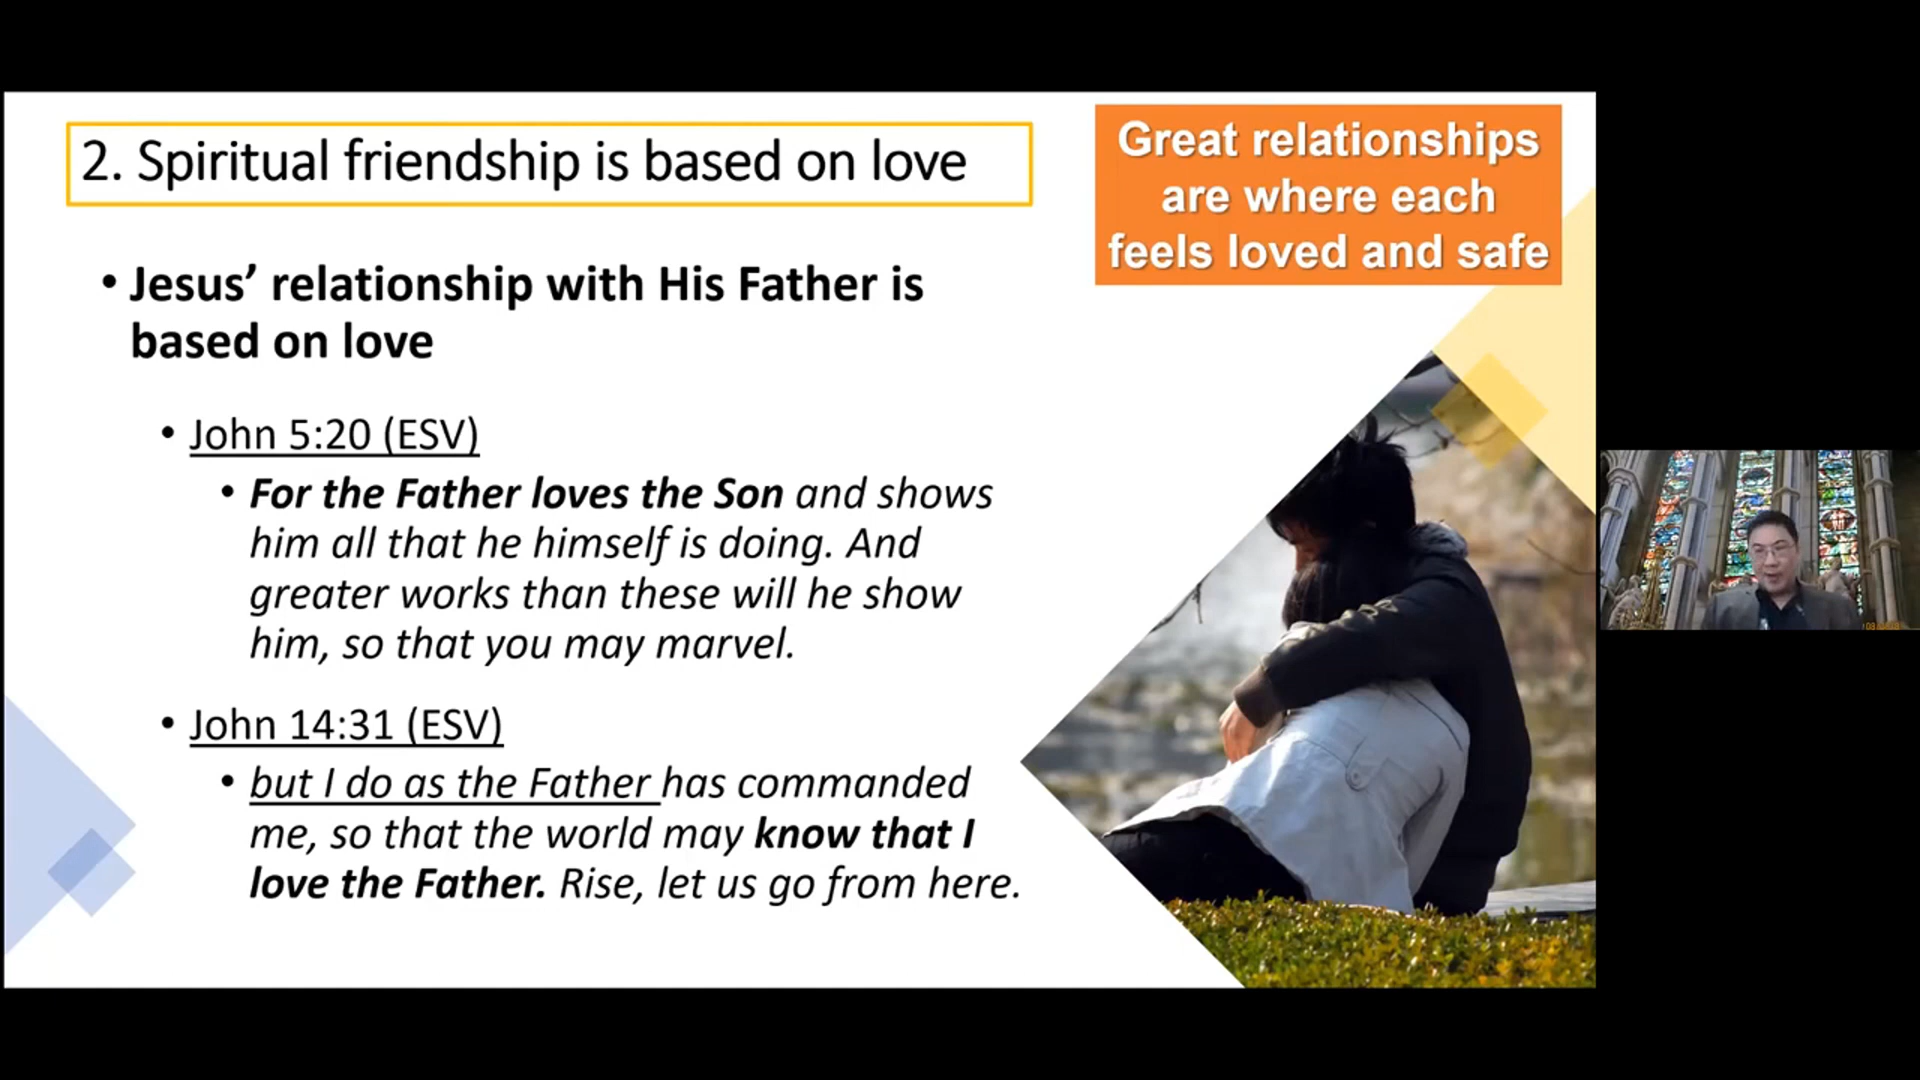 2. Spiritual friendship is based on love
Great relationships
are where each
feels loved and safe
• Jesus’ relationship with His Father is
based on love
• John 5:20 (ESV)
• For the Father loves the Son and shows
him all that he himself is doing. And
greater works than these will he show
him, so that you may marvel.
• John 14:31 (ESV)
• but I do as the Father has commanded
me, so that the world may know that I
love the Father. Rise, let us go from here.